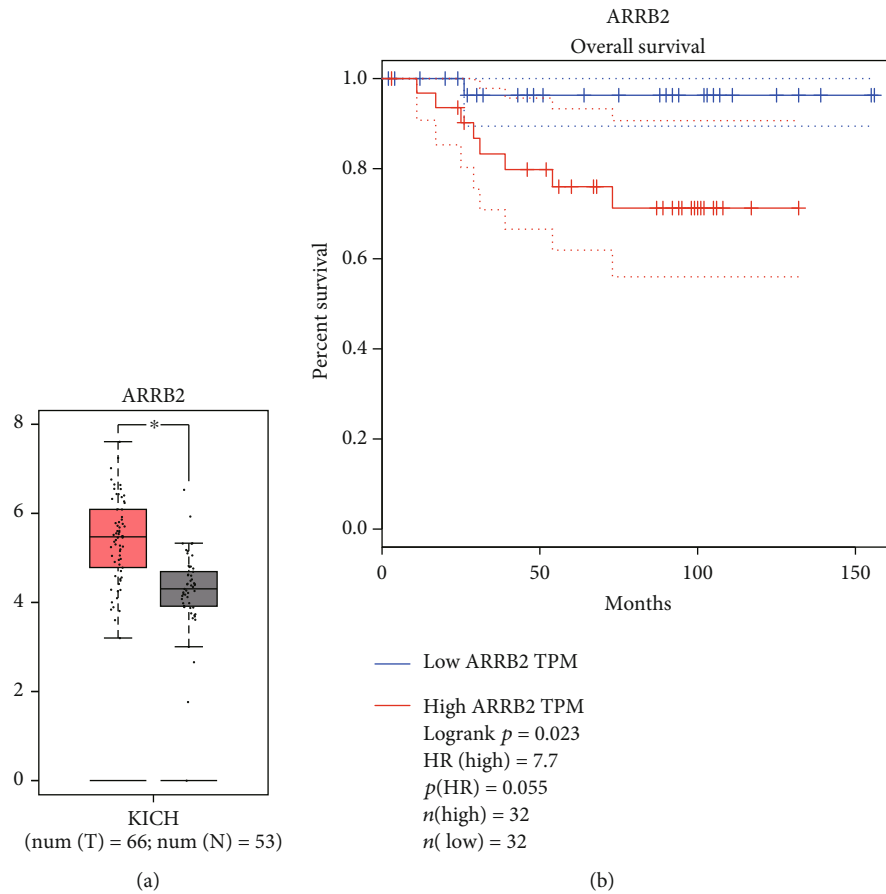 ARRB2
8
6
4
2
0
*
KICH
(num (T) = 66; num (N) = 53)
(a)
ARRB2
Overall survival
Percent survival
1.0
0.8
0.6
0.4
0.2
0.0
0 50 100 150
Months
Low ARRB2 TPM
High ARRB2 TPM
Logrank p = 0.023
HR (high) = 7.7
p(HR) = 0.055
n(high) = 32
n( low) = 32
(b)